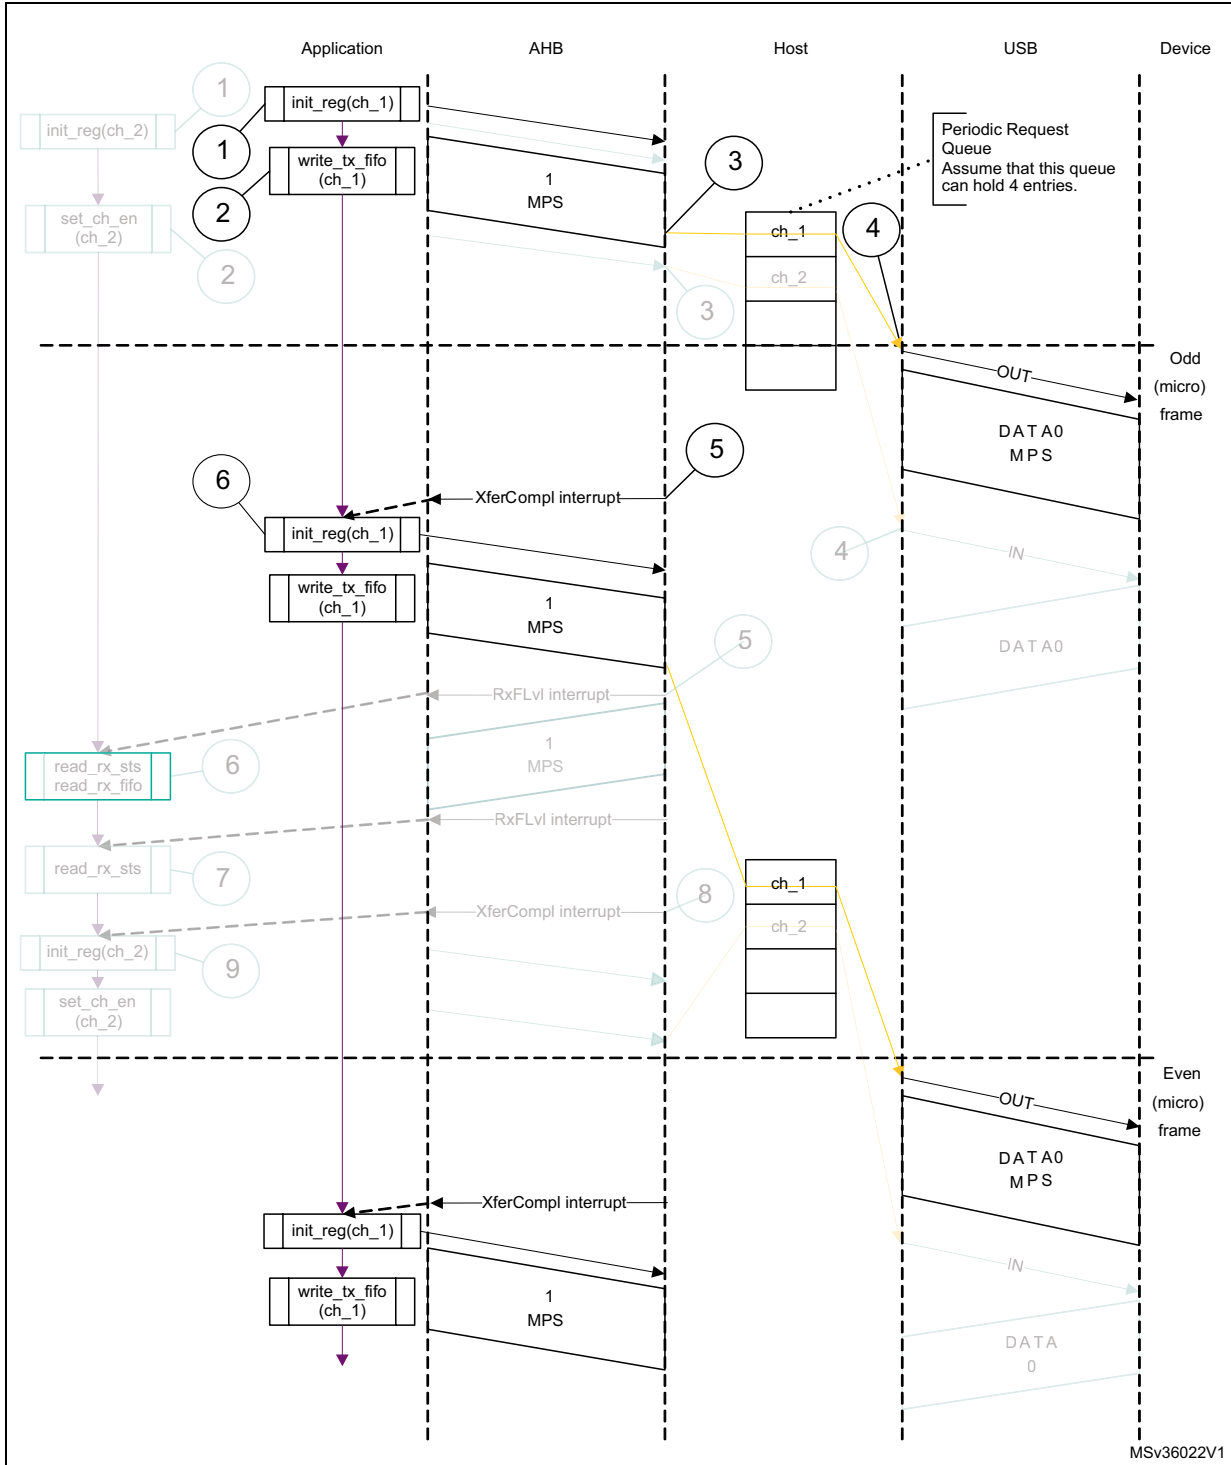 Application AHB Host USB Device
1
init_reg(ch_1)
init_reg(ch_2)
1
write_tx_fifo
(ch_1)
2
1
MPS
3
Periodic Request
Queue
Assume that this queue
can hold 4 entries.
set_ch_en
(ch_2)
2
ch_1
4
ch_2
3
Odd
(micro)
frame
OUT
DATA0
MPS
5
6
XferCompl interrupt
init_reg(ch_1)
4
IN
write_tx_fifo
(ch_1)
1
MPS
5
DATA0
RxFLvl interrupt
read_rx_sts
read_rx_fifo
6
1
MPS
RxFLvl interrupt
read_rx_sts
7
ch_1
8
XferCompl interrupt
ch_2
init_reg(ch_2)
9
set_ch_en
(ch_2)
Even
(micro)
frame
OUT
DATA0
MPS
XferCompl interrupt
init_reg(ch_1)
IN
write_tx_fifo
(ch_1)
1
MPS
DATA
0
MSv36022V1